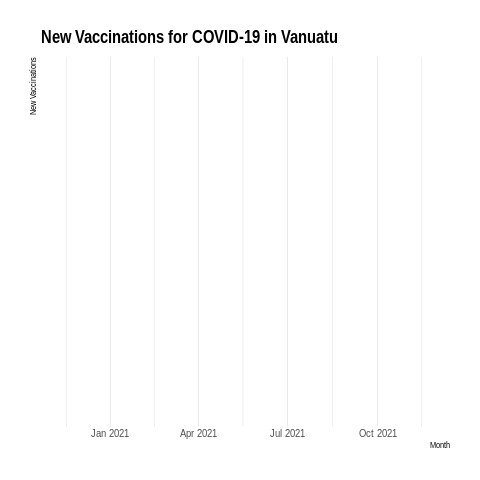 New Vaccinations for COVID-19 in Vanuatu
New Vaccinations
Jan 2021 Apr 2021 Jul 2021 Oct 2021
Month